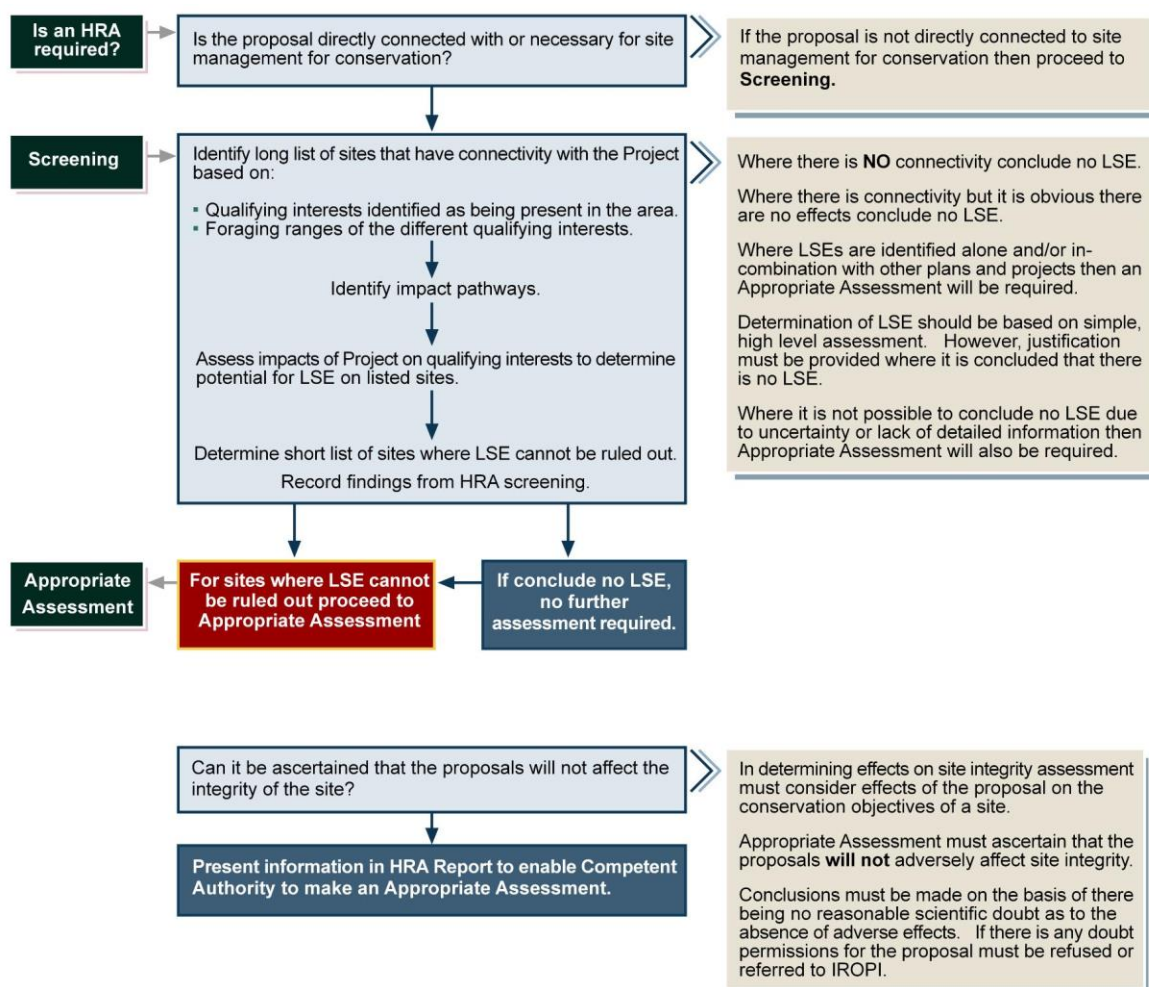 Is an HRA
required?
Is the proposal directly connected with or necessary for site
management for conservation?
If the proposal is not directly connected to site
management for conservation then proceed to
Screening.
Screening
Identify long list of sites that have connectivity with the Project
based on:
▪ Qualifying interests identified as being present in the area.
▪ Foraging ranges of the different qualifying interests.
Identify impact pathways.
Assess impacts of Project on qualifying interests to determine
potential for LSE on listed sites.
Determine short list of sites where LSE cannot be ruled out.
Record findings from HRA screening.
Where there is NO connectivity conclude no LSE.
Where there is connectivity but it is obvious there
are no effects conclude no LSE.
Where LSEs are identified alone and/or in-
combination with other plans and projects then an
Appropriate Assessment will be required.
Determination of LSE should be based on simple,
high level assessment. However, justification
must be provided where it is concluded that there
is no LSE.
Where it is not possible to conclude no LSE due
to uncertainty or lack of detailed information then
Appropriate Assessment will also be required.
Appropriate
Assessment
For sites where LSE cannot
be ruled out proceed to
Appropriate Assessment
If conclude no LSE,
no further
assessment required.
Can it be ascertained that the proposals will not affect the
integrity of the site?
Present information in HRA Report to enable Competent
Authority to make an Appropriate Assessment.
In determining effects on site integrity assessment
must consider effects of the proposal on the
conservation objectives of a site.
Appropriate Assessment must ascertain that the
proposals will not adversely affect site integrity.
Conclusions must be made on the basis of there
being no reasonable scientific doubt as to the
absence of adverse effects. If there is any doubt
permissions for the proposal must be refused or
referred to IROPI.